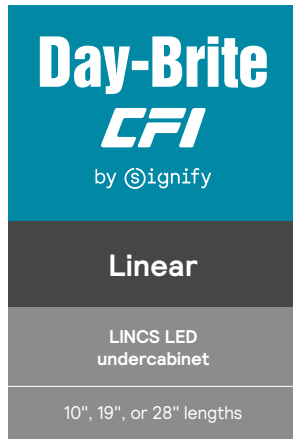 Day-Brite
CFI
by Signify
Linear
LINCS LED
undercabinet
10", 19", or 28" lengths